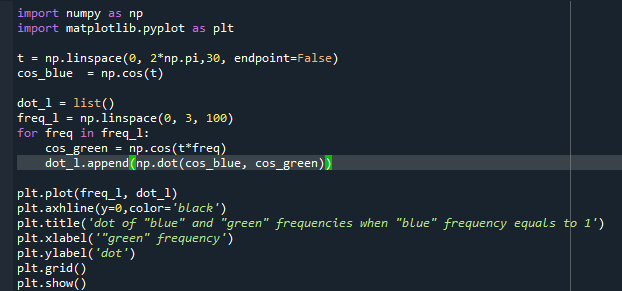 import numpy as np
import matplotlib.pyplot as plt
t = np.linspace(0, 2*np.pi,30, endpoint=False)
cos_blue  = np.cos(t)
dot_l = list()
freq_l = np.linspace(0, 3, 100)
for freq in freq_l:
    cos_green = np.cos(t*freq)
    dot_l.append(np.dot(cos_blue, cos_green))
plt.plot(freq_l, dot_l)
plt.axhline(y=0,color='black')
plt.title('dot of "blue" and "green" frequencies when "blue" frequency equals to 1')
plt.xlabel('"green" frequency')
plt.ylabel('dot')
plt.grid()
plt.show()